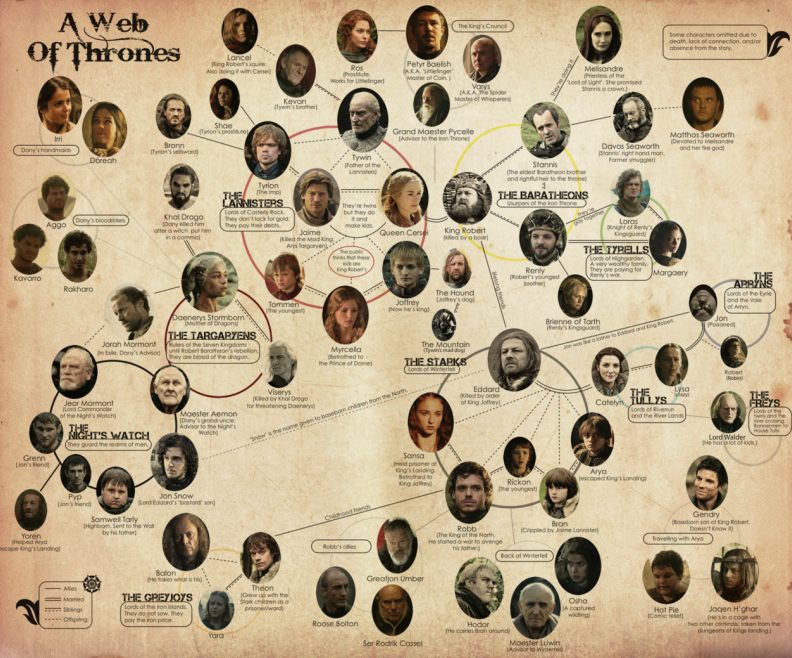 A Web
Of Thrones
Lancel
(King Robert's squire.
Also doing it with Cersei)
Kevan
(Tywin's brother)
Ros
(Prostitute.
Works for Littlefinger)
Petyr Baelish
(A.K.A. 'Littlefinger'
Master of Coin. )
The King's Council
Varys
(A.K.A. The Spider
Master of Whisperers)
Grand Maester Pycelle
(Advisor to the Iron Throne)
They're doing it
Melisandre
(Priestess of the
'Lord of Light'. She promised
Stannis a crown.)
Some characters omitted due to
death, lack of connection, and/or
absence from the story.
Irri
Doreah
Dany's handmaids
Bronn
(Tyrion's sellsword)
Shae
(Tyrion's prostitute)
Tyrion
(The Imp)
Tywin
(Father of the
Lannisters)
Stannis
(The eldest Baratheon brother
and rightful heir to the throne)
Davos Seaworth
(Stannis' right hand man.
Former smuggler)
Matthos Seaworth
(Devoted to Melisandre
and her fire god)
THE
LANNISTERS
Lords of Casterly Rock.
They don't lack for gold.
They pay their debts.
Jaime
(Killed the Mad King
Arys Targaryen)
They're twins
but they do
it and
make kids.
Queen Cersei
King Robert
(killed by a boar)
THE BARATHEONS
Usurpers of the Iron Throne
Renly
(Robert's youngest
brother)
They're
gay together
Loras
(Knight of Renly's
Kingsguard)
Margaery
THE TYRELLS
Lords of Highgarden.
A very wealthy family.
They are paying for
Renly's war.
Brienne of Tarth
(Renly's Kingsguard)
Aggo
Dany's bloodriders
Kavarro
Rakharo
Khal Drogo
(Dany killed him
after a witch put him
in a coma)
Daenerys Stormborn
(Mother of Dragons)
The public
thinks that these
kids are
King Robert's
Tommen
(The youngest)
Myrcella
(Betrothed to
the Prince of Dorne)
Joffrey
(Now he's king)
The Hound
(Joffrey's dog)
The Mountain
(Tywin's mad dog)
Lifelong friends
Jorah Mormont
(In Exile. Dany's Advisor)
THE TARGARYENS
Rulers of the Seven Kingdoms
until Robert Baratheon's rebellion.
They are blood of the dragon.
Viserys
(Killed by Khal Drogo
for threatening Daenerys)
THE
ARRYNS
Lords of the Eyrie
and the Vale
of Arryn.
Jon
(Poisoned)
Jon was like a father to Eddard and King Robert.
Robert
(Robin)
Jeor Mormont
(Lord Commander
of the Night's Watch)
Maester Aemon
(Dany's grand-uncle.
Advisor to the Night's
Watch)
THE
NIGHT'S WATCH
They guard the realms of men.
Grenn
(Jon's friend)
Pyp
(Jon's friend)
Samwell Tarly
(Highborn. Sent to the Wall
by his father)
Jon Snow
(Lord Eddard's 'bastard' son)
Yoren
(Helped Arya
escape King's Landing)
'Snow' is the name given to baseborn children from the North.
THE STARKS
Lords of Winterfell
Eddard
(Killed by order
of King Joffrey)
Catelyn
Lysa
THE
TULLYS
Lords of Riverrun
and the River Lands
THE
FREYS
Lord Walder
(He has a lot of kids.)
Sansa
(Held prisoner at
King's Landing.
Betrothed to
King Joffrey)
Rickon
(The youngest)
Arya
(escaped King's Landing)
Bran
(Crippled by Jaime Lannister)
Robb
(The King of the North.
He started a war to avenge
his father.)
Childhood friends
Gendry
(Baseborn son of King Robert.
Doesn't Know it)
Travelling with Arya
Hot Pie
(Comic relief)
Jaqen H'ghar
(He's in a cage with
two other criminals taken from the
dungeons of Kings landing.)
Balon
(He takes what is his)
Theon
(Grew up with the
Stark children as a
prisoner/ward)
Yara
THE GREYJOYS
Lords of the Iron Islands.
They do not sow. They
pay the iron price.
Robb's allies
Greatjon Umber
Roose Bolton
Ser Rodrik Cassel
Back at Winterfell
Hodor
(He carries Bran around)
Osha
(A captured
wildling)
Maester Luwin
(Advisor to Winterfell)
Allies
Married
Siblings
Offspring